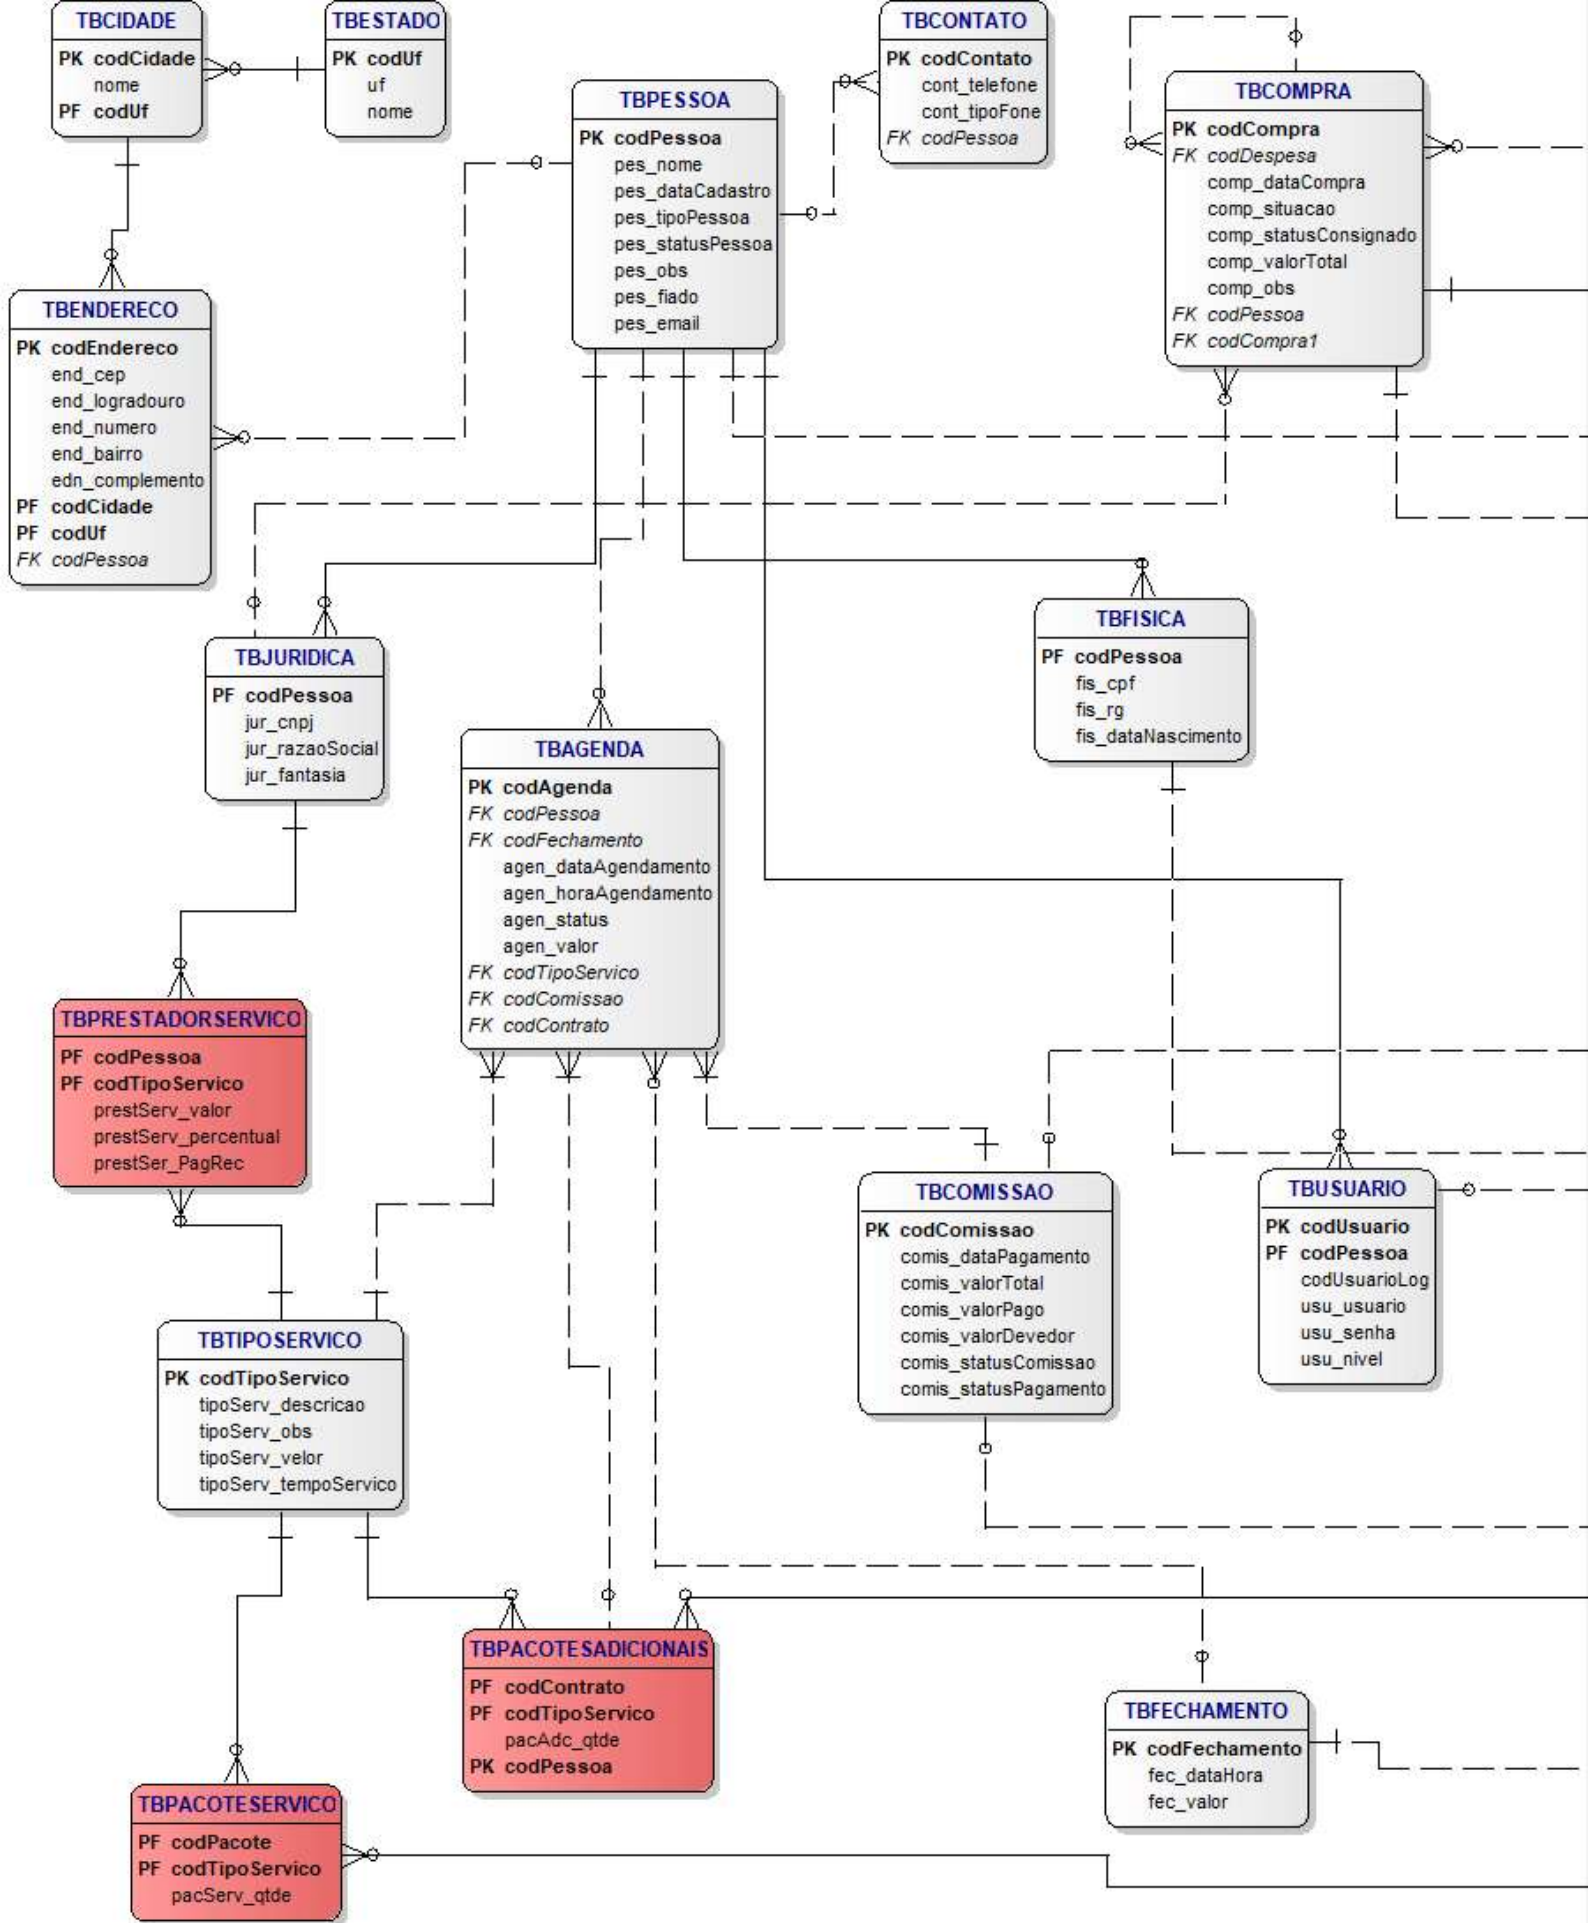 TBCIDADE
PK codCidade
nome
PF codUf
TBESTADO
PK codUf
uf
nome
TBCONTATO
PK codContato
cont_telefone
cont_tipoFone
FK codPessoa
TBPESSOA
PK codPessoa
pes_nome
pes_dataCadastro
pes_tipoPessoa
pes_statusPessoa
pes_obs
pes_fiado
pes_email
TBCOMPRA
PK codCompra
FK codDespesa
comp_dataCompra
comp_situacao
comp_statusConsignado
comp_valorTotal
comp_obs
FK codPessoa
FK codCompra1
TBENDERECO
PK codEndereco
end_cep
end_logradouro
end_numero
end_bairro
edn_complemento
PF codCidade
PF codUf
FK codPessoa
TBJURIDICA
PF codPessoa
jur_cnpj
jur_razaoSocial
jur_fantasia
TBFISICA
PF codPessoa
fis_cpf
fis_rg
fis_dataNascimento
TBAGENDA
PK codAgenda
FK codPessoa
FK codFechamento
agen_dataAgendamento
agen_horaAgendamento
agen_status
agen_valor
FK codTipoServico
FK codComissao
FK codContrato
TBPRESTADORSERVICO
PF codPessoa
PF codTipoServico
prestServ_valor
prestServ_percentual
prestSer_PagRec
TBCOMISSAO
PK codComissao
comis_dataPagamento
comis_valorTotal
comis_valorPago
comis_valorDevedor
comis_statusComissao
comis_statusPagamento
TBUSUARIO
PK codUsuario
PF codPessoa
codUsuarioLog
usu_usuario
usu_senha
usu_nivel
TBTIPOSERVICO
PK codTipoServico
tipoServ_descricao
tipoServ_obs
tipoServ_velor
tipoServ_tempoServico
TBPACOTESADICIONAIS
PF codContrato
PF codTipoServico
pacAdc_qtde
PK codPessoa
TBFECHAMENTO
PK codFechamento
fec_dataHora
fec_valor
TBPACOTESERVICO
PF codPacote
PF codTipoServico
pacServ_qtde